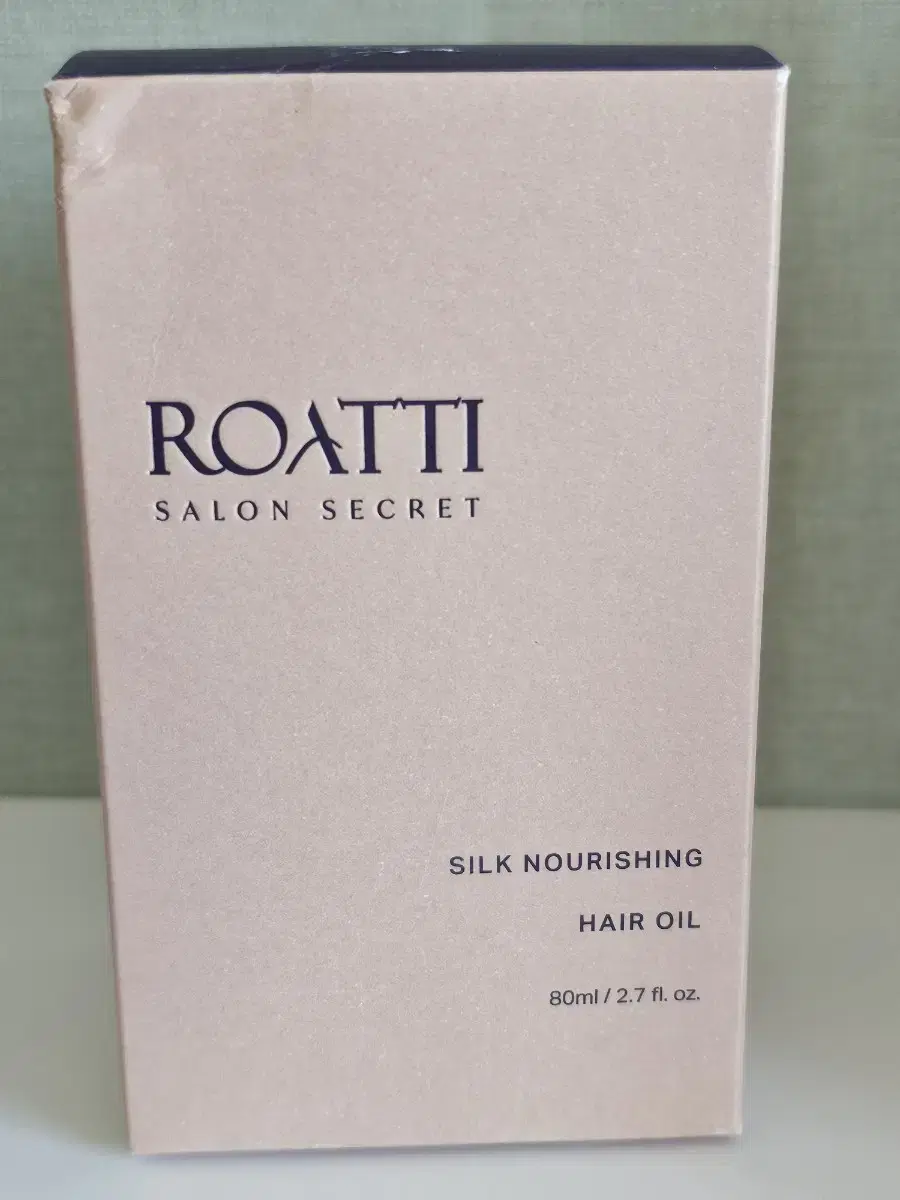 ROATTI
SALON SECRET
SILK NOURISHING
HAIR OIL
80ml / 2.7 fl. oz.